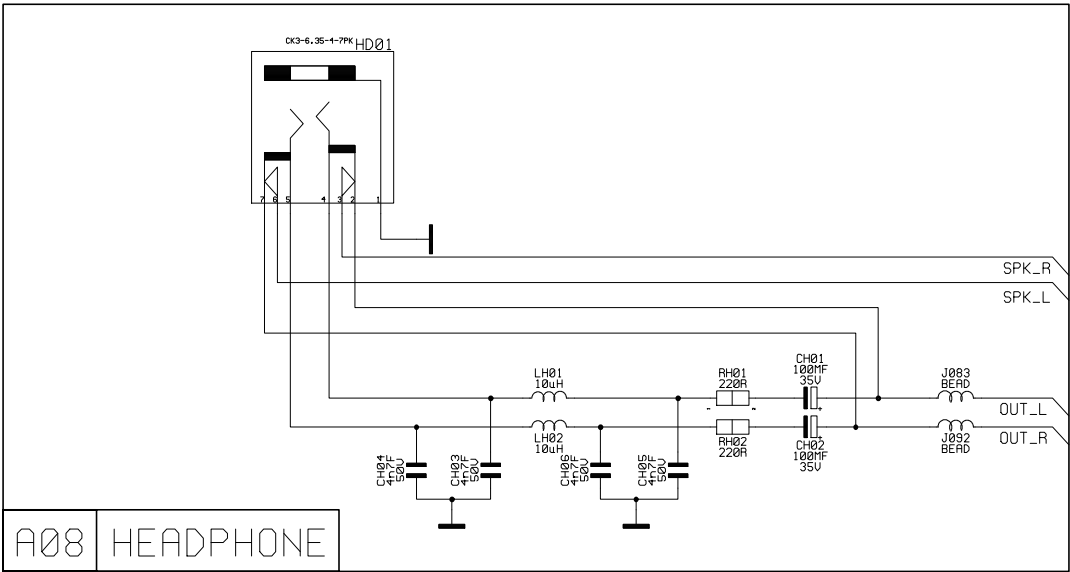 CK3-6.35-4-7PK HD01
7 6 5 4 3 2 1
SPK_R
SPK_L
LH01
10uH
RH01
220R
CH01
100MF
35V
J083
BEAD
OUT_L
- ~ +
LH02
10uH
RH02
220R
+
CH02
100MF
35V
J092
BEAD
OUT_R
CH04
4n7F
50V
CH03
4n7F
50V
CH06
4n7F
50V
CH05
4n7F
50V
A08 HEADPHONE